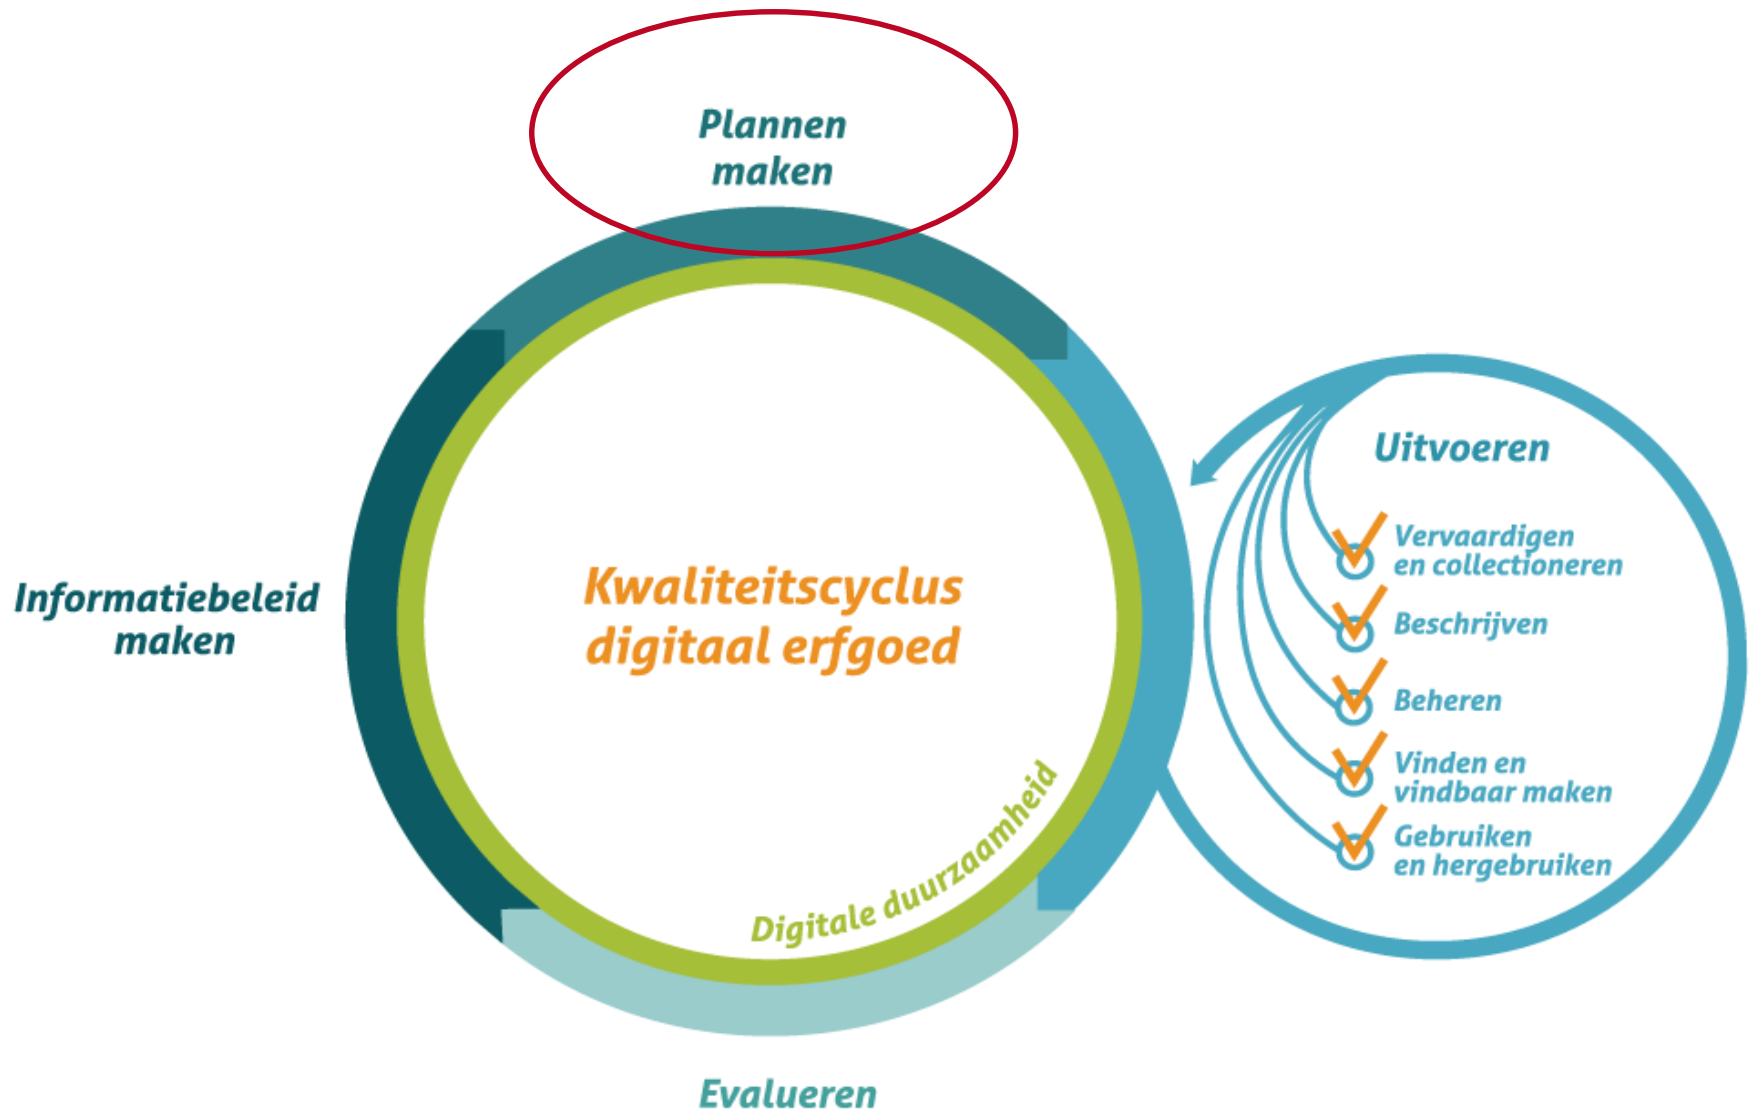 Plannen
maken
Informatiebeleid
maken
Kwaliteitscyclus
digitaal erfgoed
Digitale duurzaamheid
Evalueren
Uitvoeren
Vervaardigen
en collectioneren
Beschrijven
Beheren
Vinden en
vindbaar maken
Gebruiken
en hergebruiken